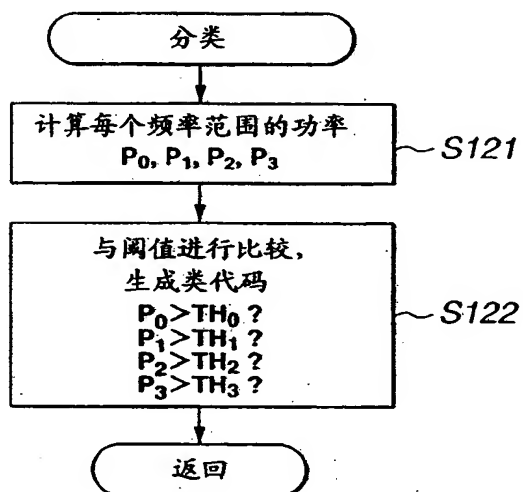 分类
计算每个频率范围的功率
P₀, P₁, P₂, P₃
S121
与阈值进行比较,
生成类代码
P₀>TH₀ ?
P₁>TH₁ ?
P₂>TH₂ ?
P₃>TH₃ ?
S122
返回